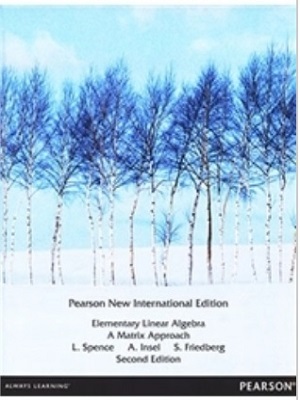 Pearson New International Edition
Elementary Linear Algebra
A Matrix Approach
L. Spence A. Insel S. Friedberg
Second Edition
ALWAYS LEARNING
PEARSON